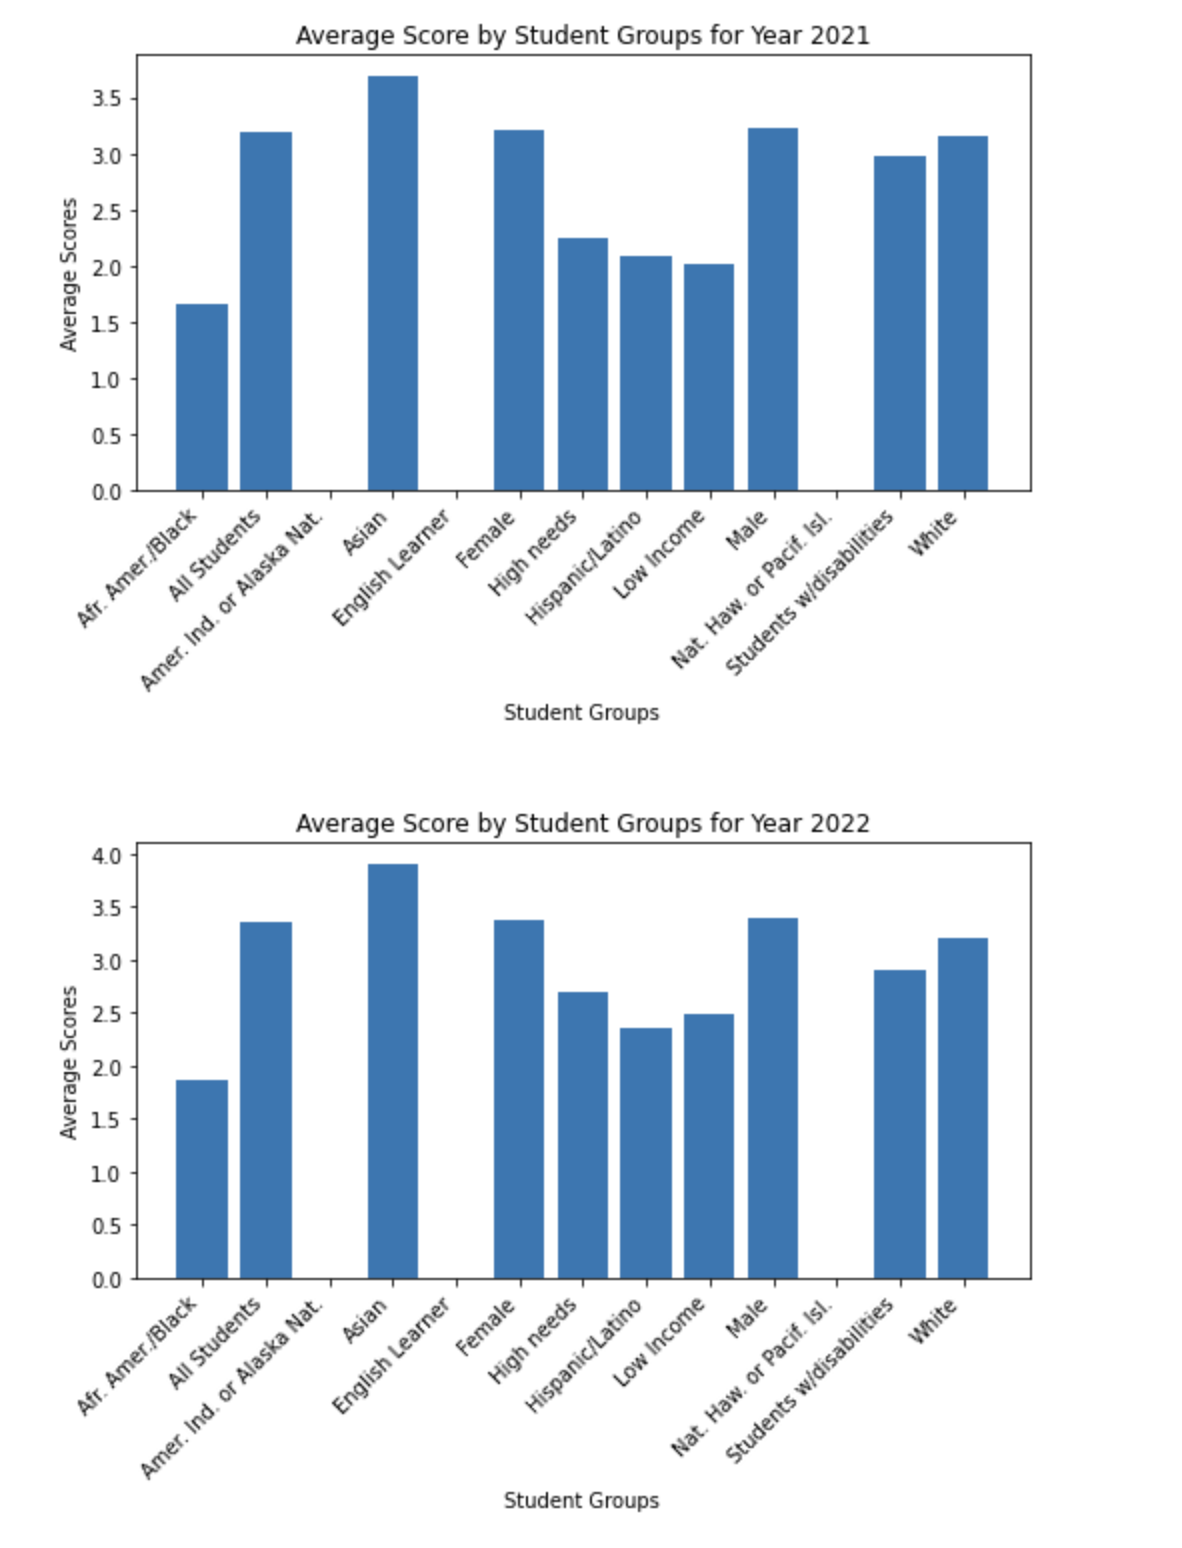 Average Score by Student Groups for Year 2021
3.5
3.0
2.5
2.0
1.5
1.0
0.5
0.0
Average Scores
Afr. Amer./Black
All Students
Amer. Ind. or Alaska Nat.
Asian
English Learner
Female
High needs
Hispanic/Latino
Low Income
Male
Nat. Haw. or Pacif. Isl.
Students w/disabilities
White
Student Groups
Average Score by Student Groups for Year 2022
4.0
3.5
3.0
2.5
2.0
1.5
1.0
0.5
0.0
Average Scores
Afr. Amer./Black
All Students
Amer. Ind. or Alaska Nat.
Asian
English Learner
Female
High needs
Hispanic/Latino
Low Income
Male
Nat. Haw. or Pacif. Isl.
Students w/disabilities
White
Student Groups